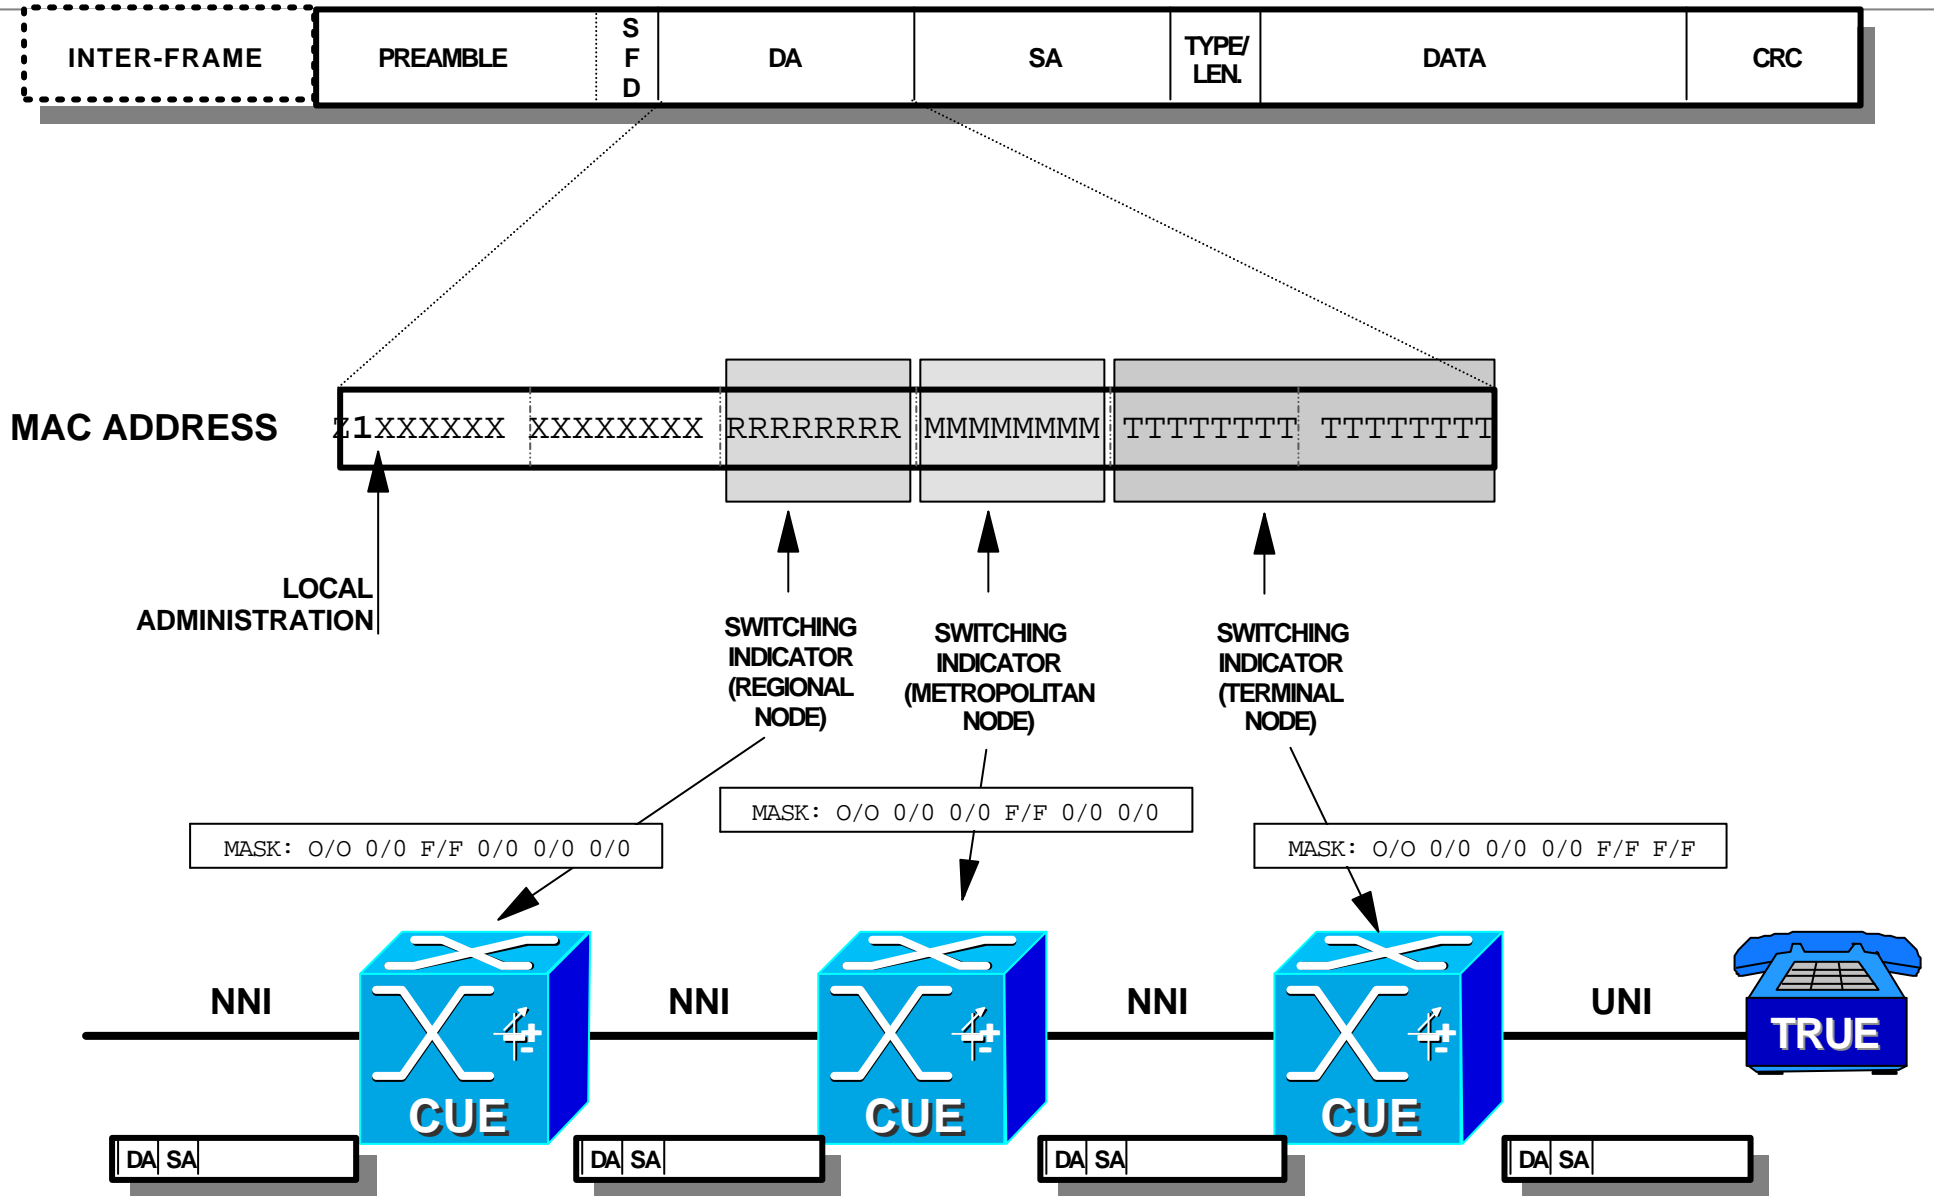 INTER-FRAME PREAMBLE SFD DA SA TYPE/ LEN. DATA CRC
MAC ADDRESS Z1XXXXXX XXXXXXXX RRRRRRRR MMMMMMMM TTTTTTTT TTTTTTTT
LOCAL
ADMINISTRATION
SWITCHING
INDICATOR
(REGIONAL
NODE)
SWITCHING
INDICATOR
(METROPOLITAN
NODE)
SWITCHING
INDICATOR
(TERMINAL
NODE)
MASK: O/O 0/0 F/F 0/0 0/0 0/0
MASK: O/O 0/0 0/0 F/F 0/0 0/0
MASK: O/O 0/0 0/0 0/0 F/F F/F
NNI NNI NNI UNI
TRUE
CUE CUE CUE
DA SA DA SA DA SA DA SA